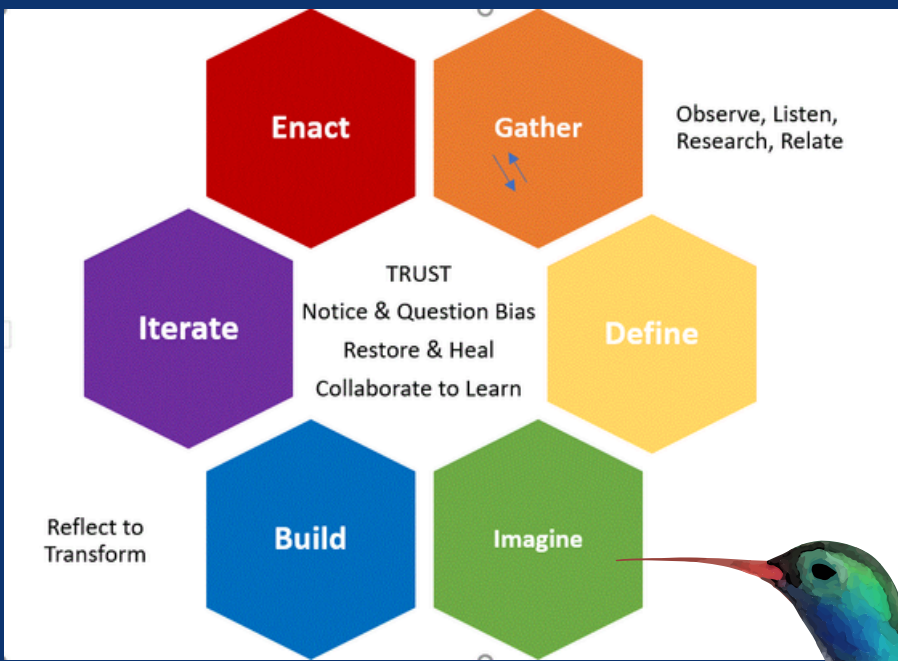 Enact
Gather
Observe, Listen,
Research, Relate
TRUST
Notice & Question Bias
Restore & Heal
Collaborate to Learn
Iterate
Define
Reflect to
Transform
Build
Imagine